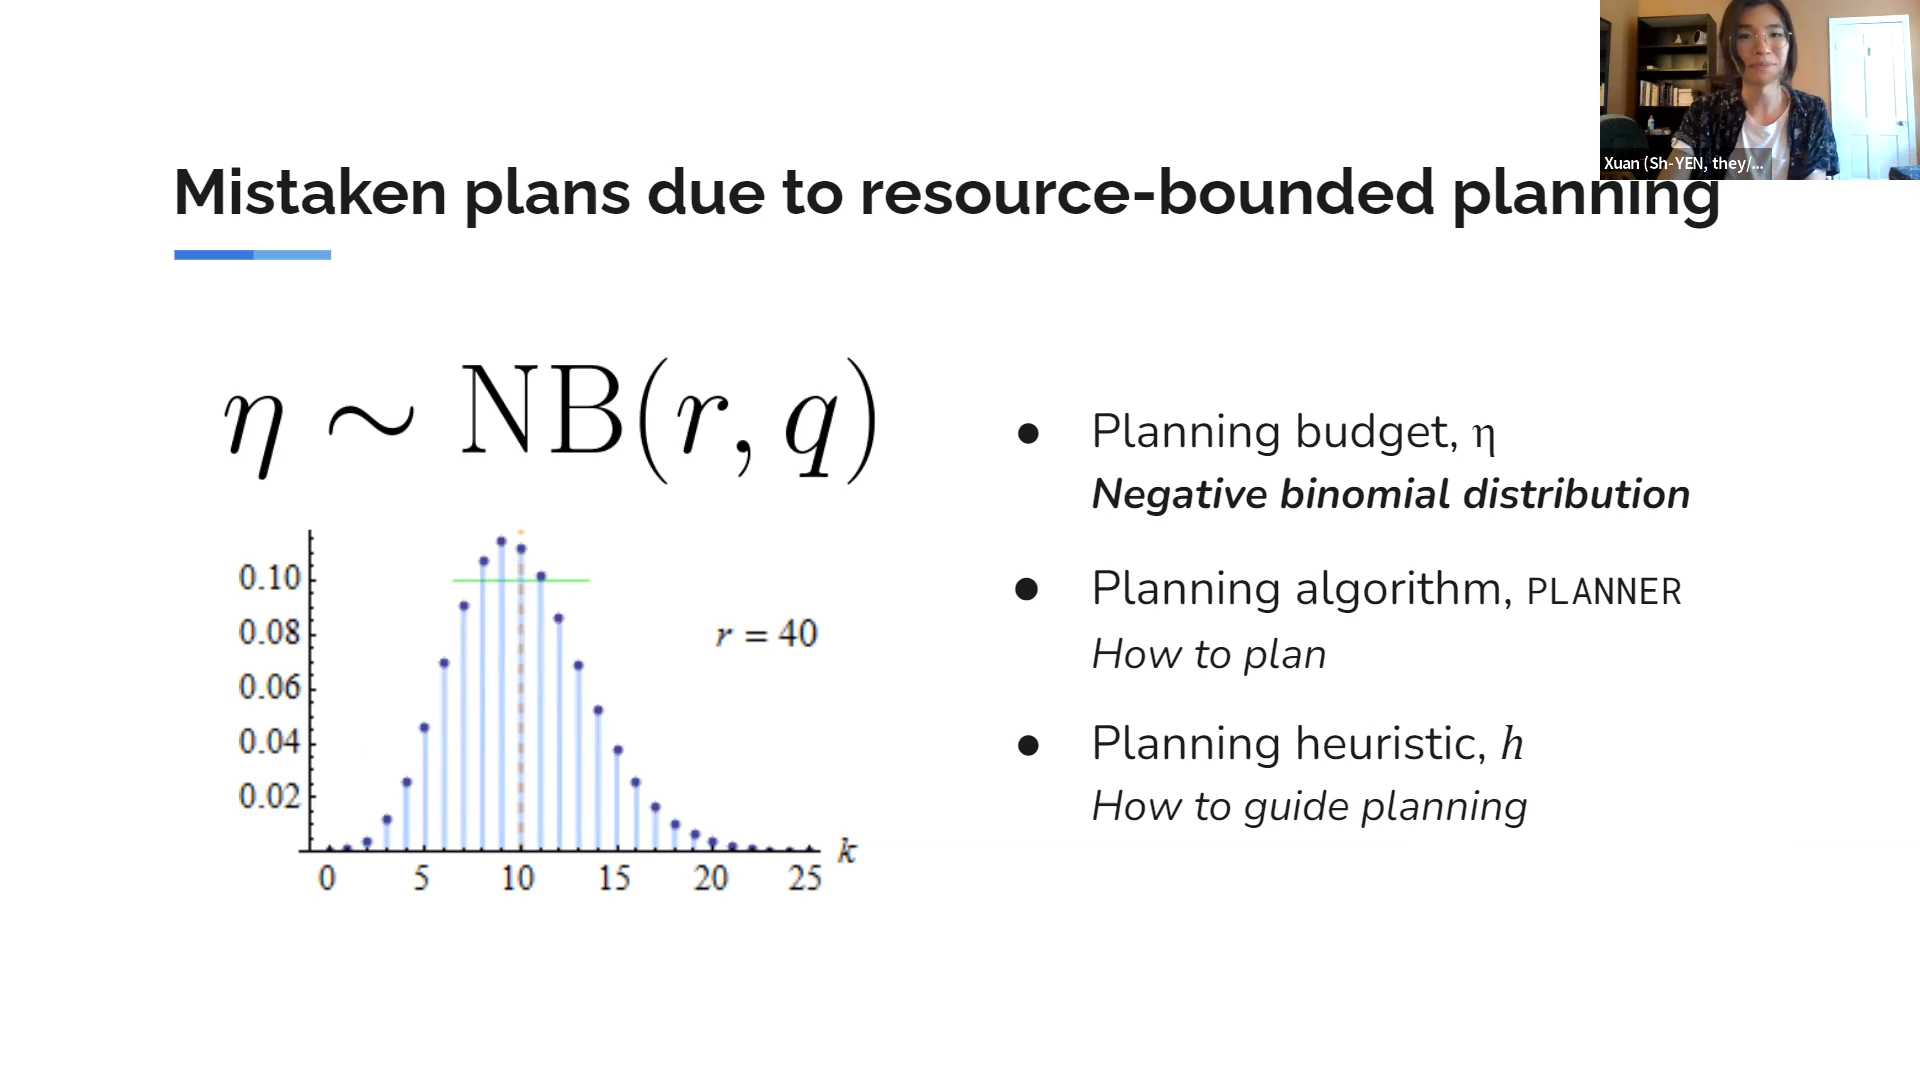 Xuan (Sh-YEN, they/...
Mistaken plans due to resource-bounded planning
η ∼ NB(r, q)
Planning budget, η
Negative binomial distribution
Planning algorithm, PLANNER
How to plan
Planning heuristic, h
How to guide planning
0.10
0.08
0.06
0.04
0.02
r = 40
k
0 5 10 15 20 25